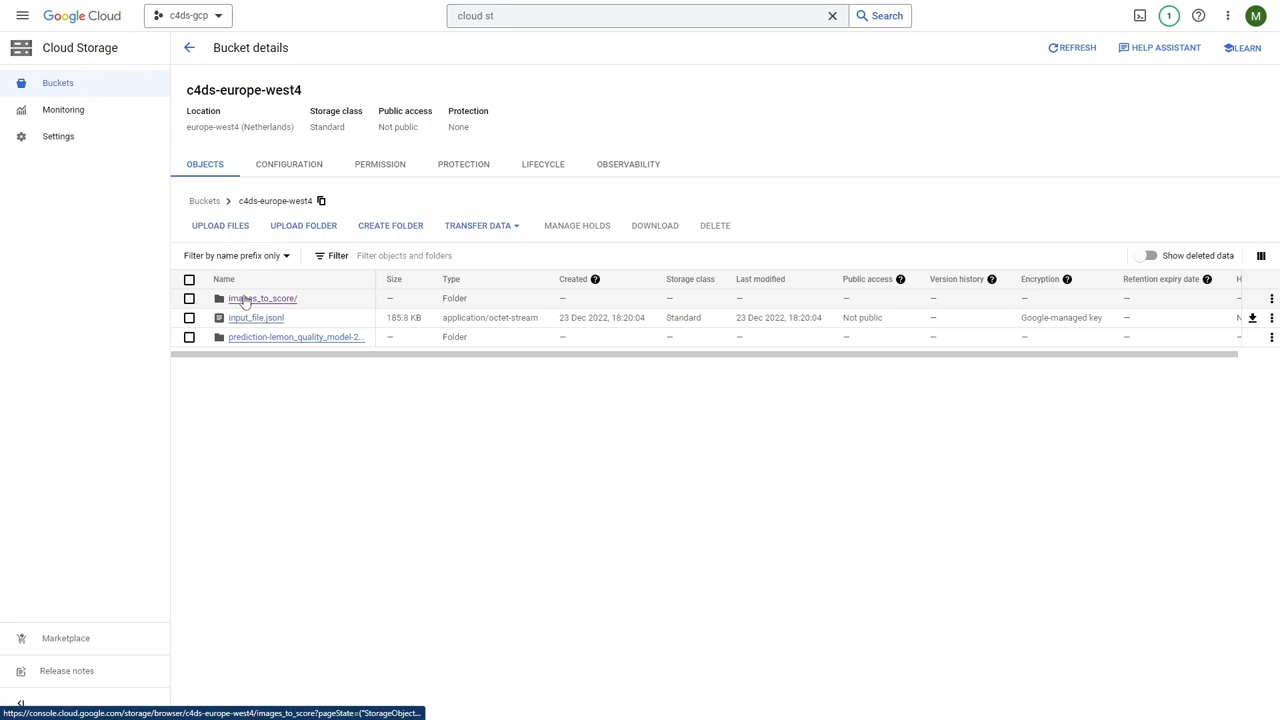 Google Cloud c4ds-gcp cloud st Search 1 M
Cloud Storage Bucket details REFRESH HELP ASSISTANT LEARN
Buckets
Monitoring
Settings
c4ds-europe-west4
Location Storage class Public access Protection
europe-west4 (Netherlands) Standard Not public None
OBJECTS CONFIGURATION PERMISSION PROTECTION LIFECYCLE OBSERVABILITY
Buckets > c4ds-europe-west4
UPLOAD FILES UPLOAD FOLDER CREATE FOLDER TRANSFER DATA MANAGE HOLDS DOWNLOAD DELETE
Filter by name prefix only Filter Filter objects and folders Show deleted data
Name Size Type Created Storage class Last modified Public access Version history Encryption Retention expiry date H
images_to_score/ — Folder — — — — — — —
input_file.jsonl 185.8 KB application/octet-stream 23 Dec 2022, 18:20:04 Standard 23 Dec 2022, 18:20:04 Not public — Google-managed key —
prediction-lemon_quality_model-2... — Folder — — — — — — —
Marketplace
Release notes
https://console.cloud.google.com/storage/browser/c4ds-europe-west4/images_to_score?pageState=("StorageObject...